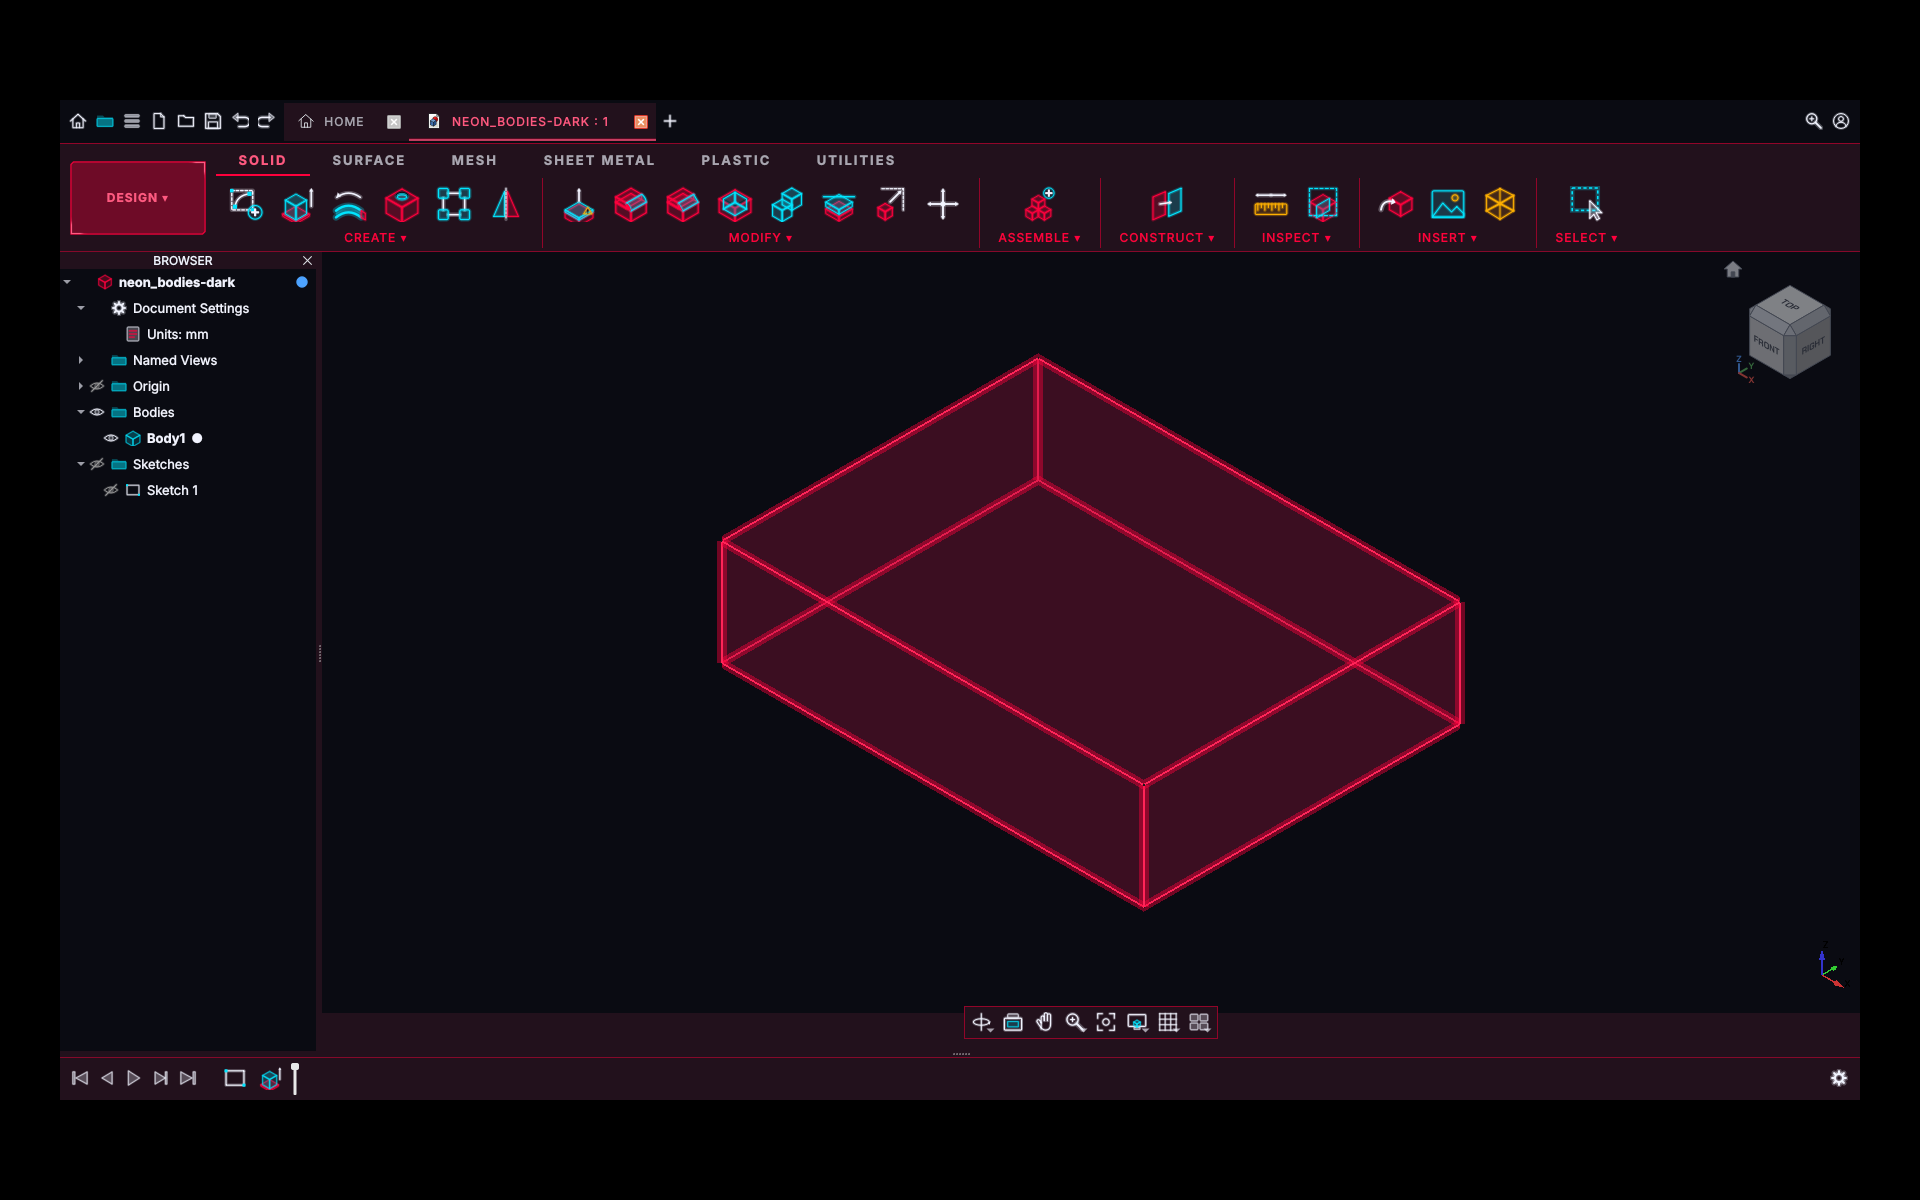 HOME
NEON_BODIES-DARK : 1
DESIGN
SOLID
SURFACE
MESH
SHEET METAL
PLASTIC
UTILITIES
CREATE
MODIFY
ASSEMBLE
CONSTRUCT
INSPECT
INSERT
SELECT
BROWSER
neon_bodies-dark
Document Settings
Units: mm
Named Views
Origin
Bodies
Body1
Sketches
Sketch 1
TOP
FRONT
RIGHT
Z
Y
X